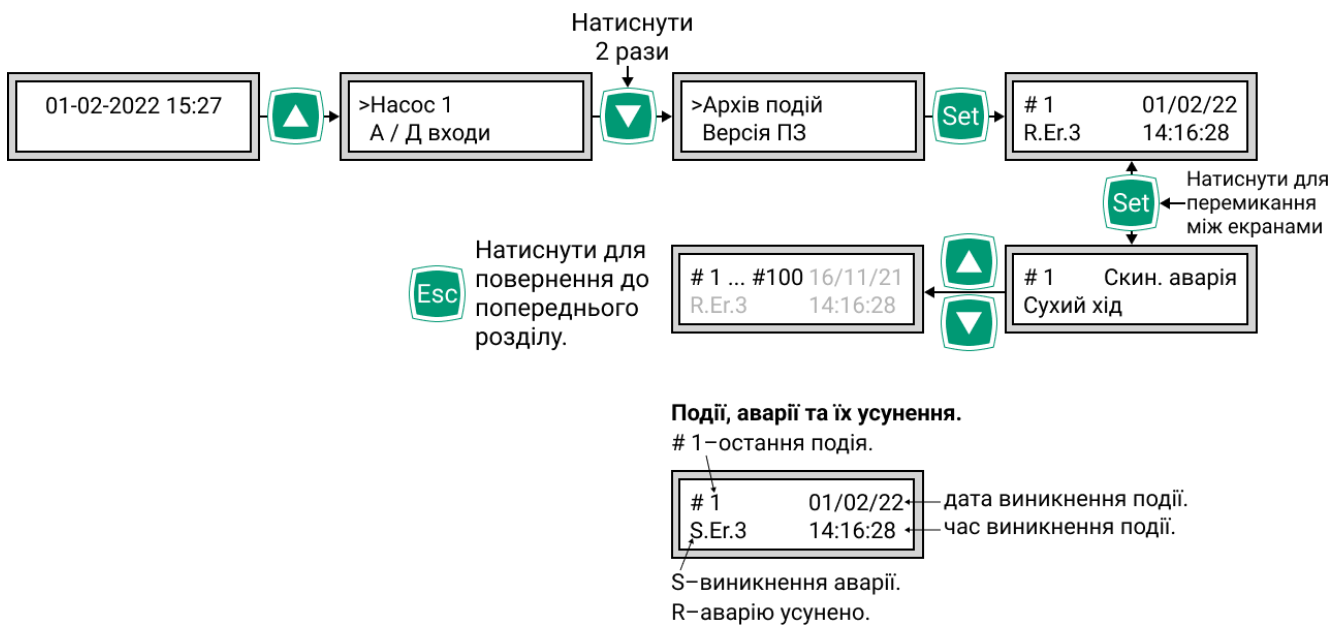 Натиснути
2 рази
01-02-2022 15:27
>Насос 1
А / Д входи
>Архів подій
Версія ПЗ
Set
# 1 01/02/22
R.Er.3 14:16:28
Set
Натиснути для
перемикання
між екранами
Esc
Натиснути для
повернення до
попереднього
розділу.
# 1 ... #100 16/11/21
R.Er.3 14:16:28
# 1 Скин. аварія
Сухий хід
Події, аварії та їх усунення.
# 1–остання подія.
# 1 01/02/22
S.Er.3 14:16:28
дата виникнення події.
час виникнення події.
S–виникнення аварії.
R–аварію усунено.